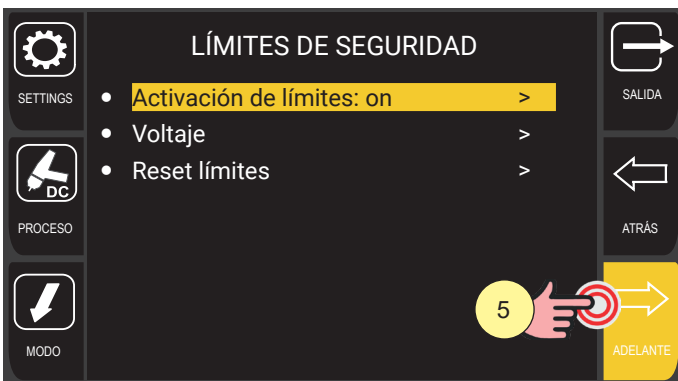 LÍMITES DE SEGURIDAD
SETTINGS
• Activación de límites: on >
• Voltaje >
• Reset límites >
DC
PROCESO
MODO
SALIDA
ATRÁS
5
ADELANTE